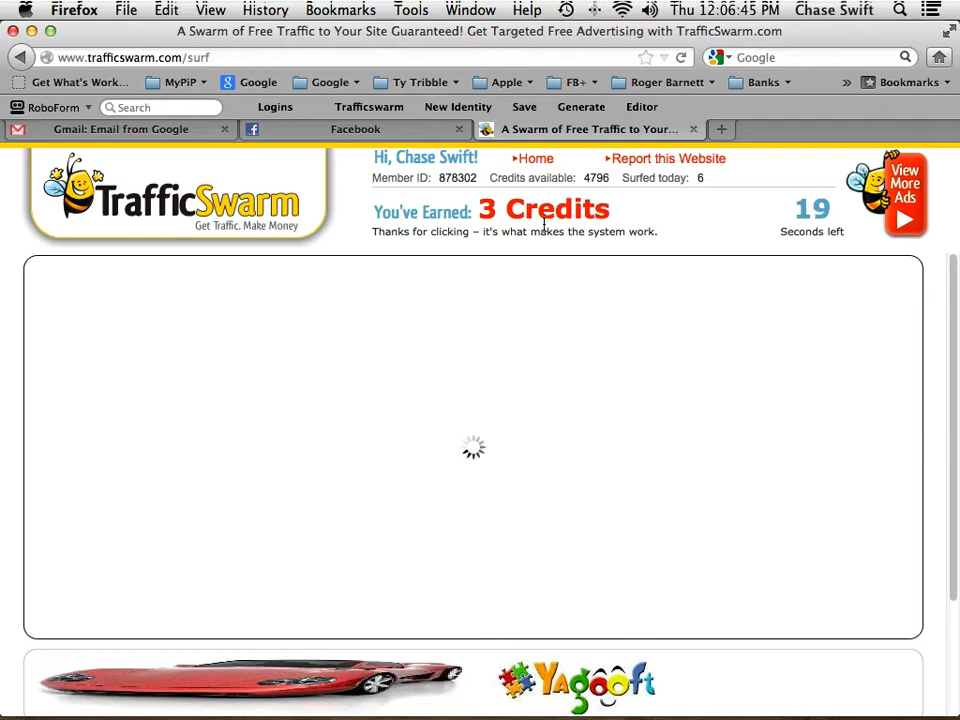 Firefox File Edit View History Bookmarks Tools Window Help Thu 12:06:45 PM Chase Swift
A Swarm of Free Traffic to Your Site Guaranteed! Get Targeted Free Advertising with TrafficSwarm.com
www.trafficswarm.com/surf Google
Get What's Work... MyPiP Google Google Ty Tribble Apple FB+ Roger Barnett Banks » Bookmarks
RoboForm Search Logins Trafficswarm New Identity Save Generate Editor
Gmail: Email from Google Facebook A Swarm of Free Traffic to Your...
Hi, Chase Swift! Home Report this Website
Member ID: 878302 Credits available: 4796 Surfed today: 6
TrafficSwarm
Get Traffic. Make Money
You've Earned: 3 Credits
Thanks for clicking – it's what makes the system work.
19
Seconds left
View
More
Ads
Yagooft